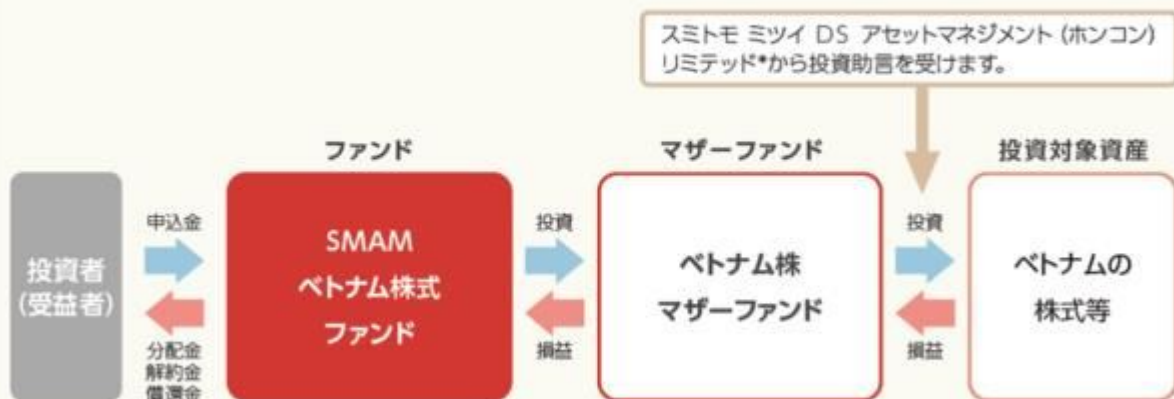 スミトモ ミツイ DS アセットマネジメント (ホンコン)
リミテッド*から投資助言を受けます。
ファンド
マザーファンド
投資対象資産
投資者
(受益者)
申込金
分配金
解約金
償還金
SMAM
ベトナム株式
ファンド
投資
損益
ベトナム株
マザーファンド
投資
損益
ベトナムの
株式等